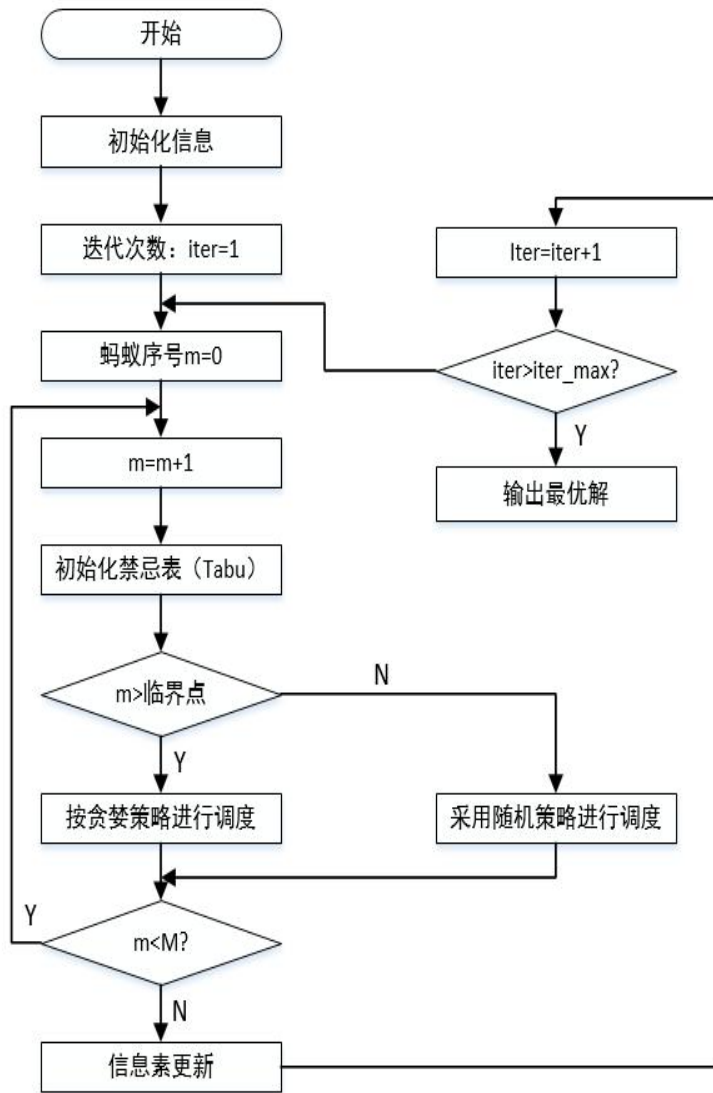 开始
初始化信息
迭代次数：iter=1
蚂蚁序号m=0
m=m+1
初始化禁忌表（Tabu）
m>临界点
N
Y
按贪婪策略进行调度
采用随机策略进行调度
Y
m<M?
N
信息素更新
Iter=iter+1
iter>iter_max?
Y
输出最优解